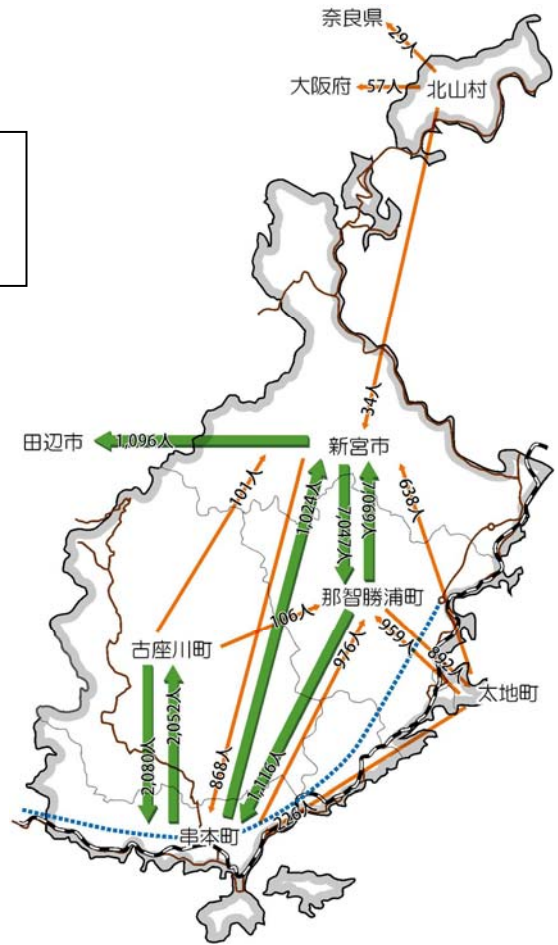 奈良県
29人
大阪府
57人
北山村
34人
田辺市
1,096人
新宮市
101人
1,024人
7,047人
7,069人
638人
那智勝浦町
106人
古座川町
976人
959人
892人
太地町
2,080人
2,052人
868人
1,116人
226人
串本町